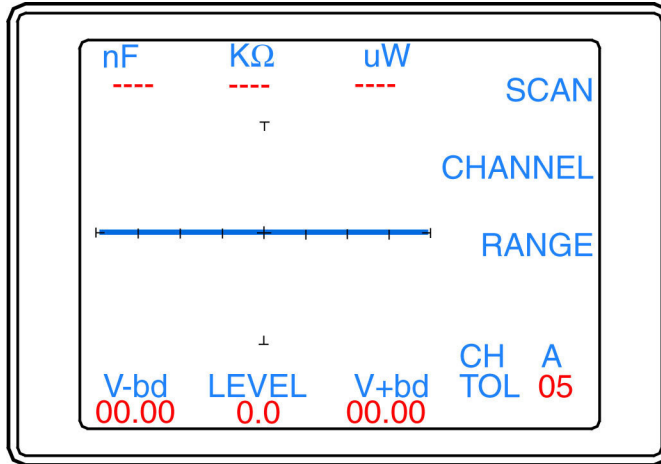 nF KΩ uW
---- ---- ----
SCAN
CHANNEL
RANGE
CH A
V-bd LEVEL V+bd TOL 05
00.00 0.0 00.00